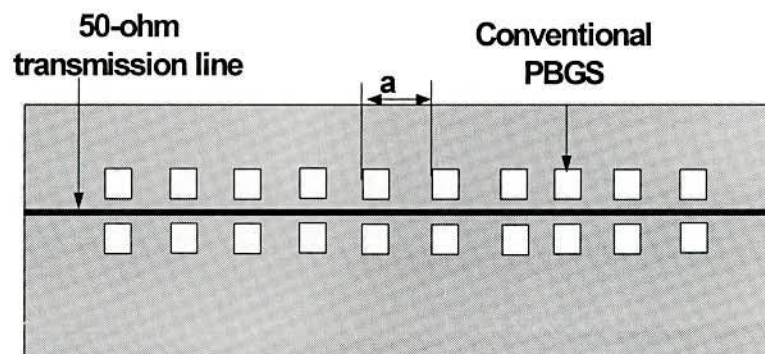 50-ohm
transmission line
Conventional
PBGS
a